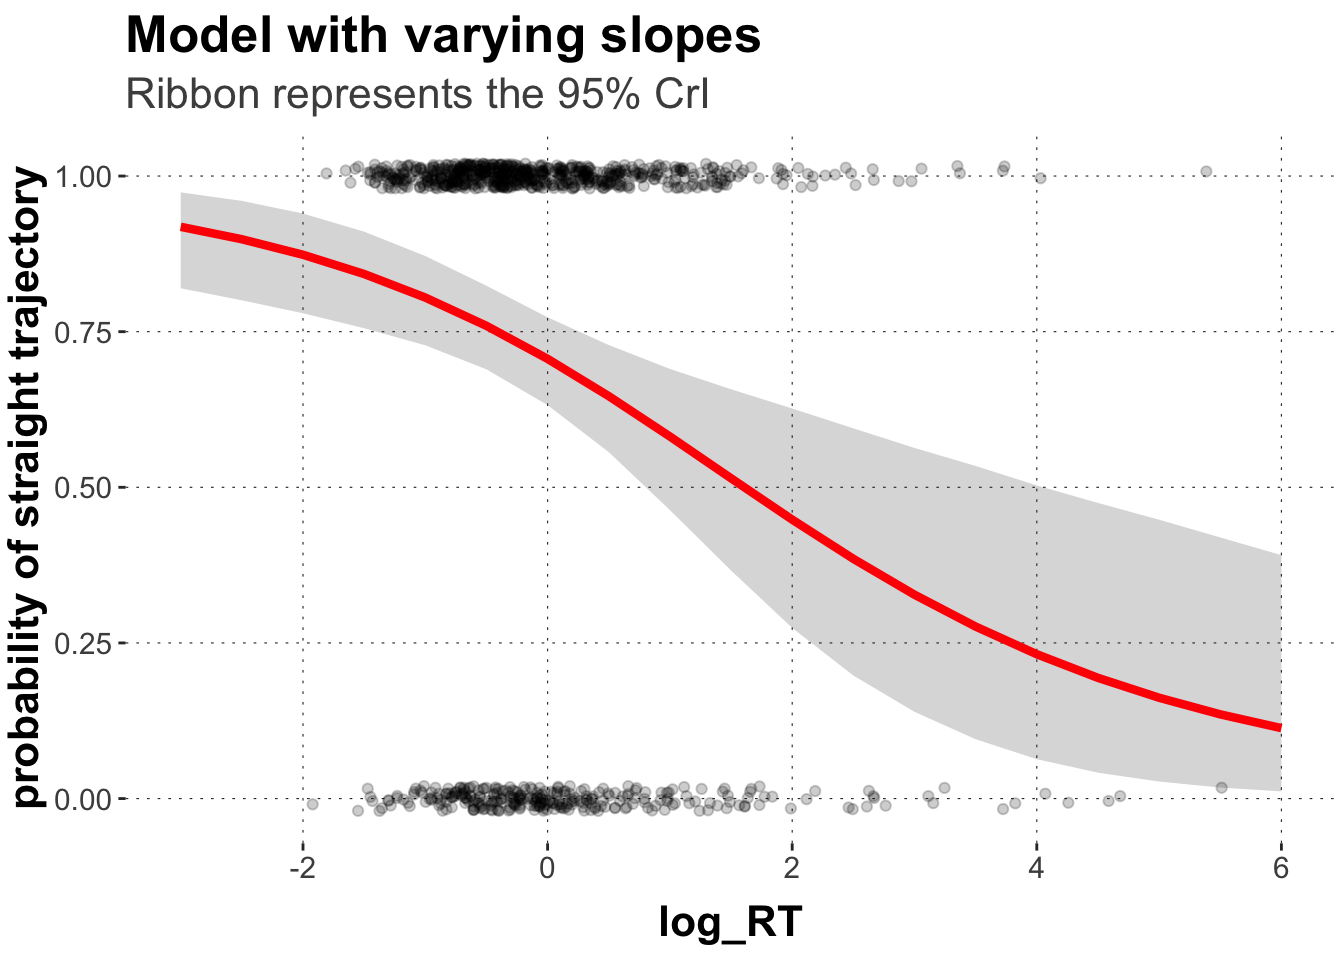 Model with varying slopes
Ribbon represents the 95% CrI
probability of straight trajectory
1.00
0.75
0.50
0.25
0.00
-2 0 2 4 6
log_RT